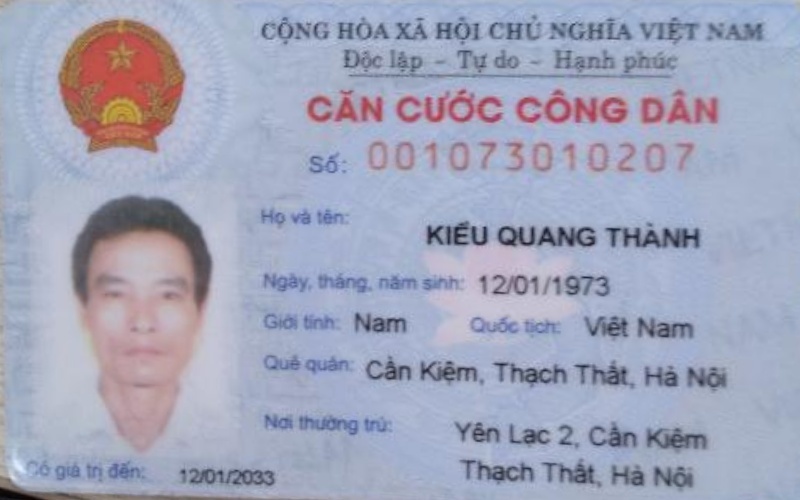 CỘNG HÒA XÃ HỘI CHỦ NGHĨA VIỆT NAM
Độc lập - Tự do - Hạnh phúc
CĂN CƯỚC CÔNG DÂN
Số: 001073010207
Họ và tên:
KIỀU QUANG THÀNH
Ngày, tháng, năm sinh: 12/01/1973
Giới tính: Nam Quốc tịch: Việt Nam
Quê quán: Cần Kiệm, Thạch Thất, Hà Nội
Nơi thường trú: Yên Lạc 2, Cần Kiệm
Thạch Thất, Hà Nội
Có giá trị đến: 12/01/2033